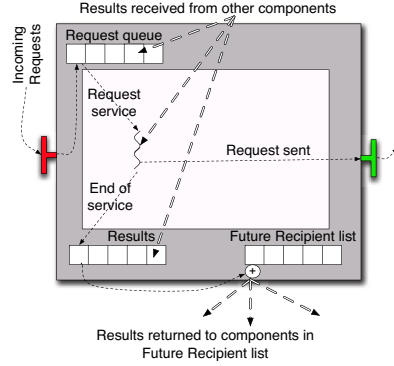 Results received from other components
Incoming
Requests
Request queue
Request
service
Request sent
End of
service
Results
Future Recipient list
+
Results returned to components in
Future Recipient list